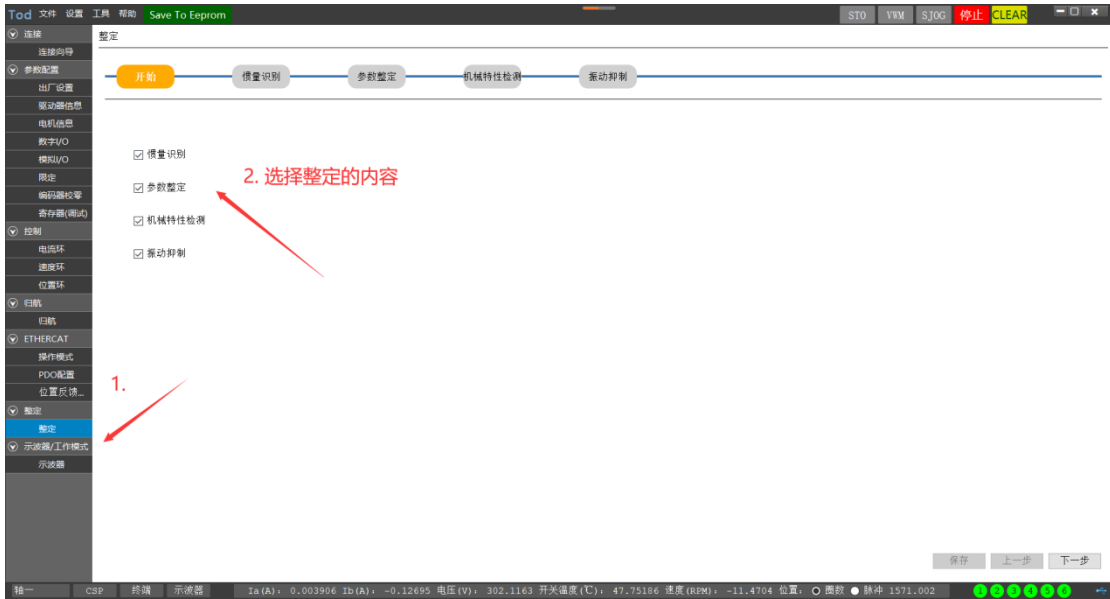 Tod 文件 设置 工具 帮助 Save To Eeprom STO VWM SJOG 停止 CLEAR
连接
连接向导
参数配置
出厂设置
驱动器信息
电机信息
数字I/O
模拟I/O
限定
编码器校零
寄存器(调试)
控制
电流环
速度环
位置环
归航
归航
ETHERCAT
操作模式
PDO配置
位置反馈...
整定
整定
示波器/工作模式
示波器
整定
开始 惯量识别 参数整定 机械特性检测 振动抑制
惯量识别
参数整定
机械特性检测
振动抑制
2. 选择整定的内容
1.
保存 上一步 下一步
轴一 CSP 终端 示波器 Ia(A): 0.003906 Ib(A): -0.12695 电压(V): 302.1163 开关温度(℃): 47.75186 速度(RPM): -11.4704 位置: 圈数 脉冲 1571.002 1 2 3 4 5 6